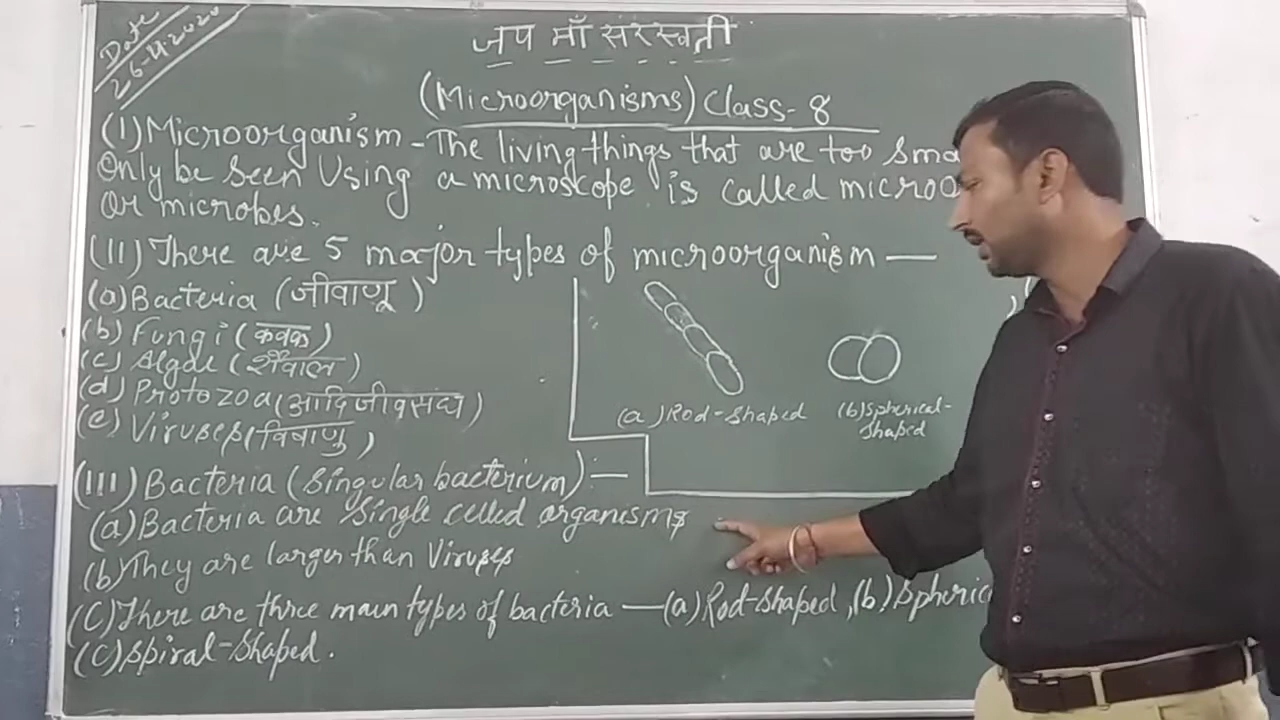 Date
26.11.2020
जय माँ सरस्वती
(Microorganisms) Class-8
(I) Microorganism - The living things that are too sma
Only be seen Using a microscope is called microo
Or microbes.
(II) There are 5 major types of microorganism —
(a) Bacteria (जीवाणू)
(b) Fungi (कवक)
(c) Algae (शैवाल)
(d) Protozoa (आदिजीवसंघ)
(e) Viruses (विषाणु)
(a) Rod-shaped
(b) Spherical-
shaped
(III) Bacteria (Singular bacterium) :—
(a) Bacteria are single celled organisms
(b) They are larger than Viruses
(C) There are three main types of bacteria — (a) Rod-shaped, (b) Spheric
(C) Spiral-Shaped.